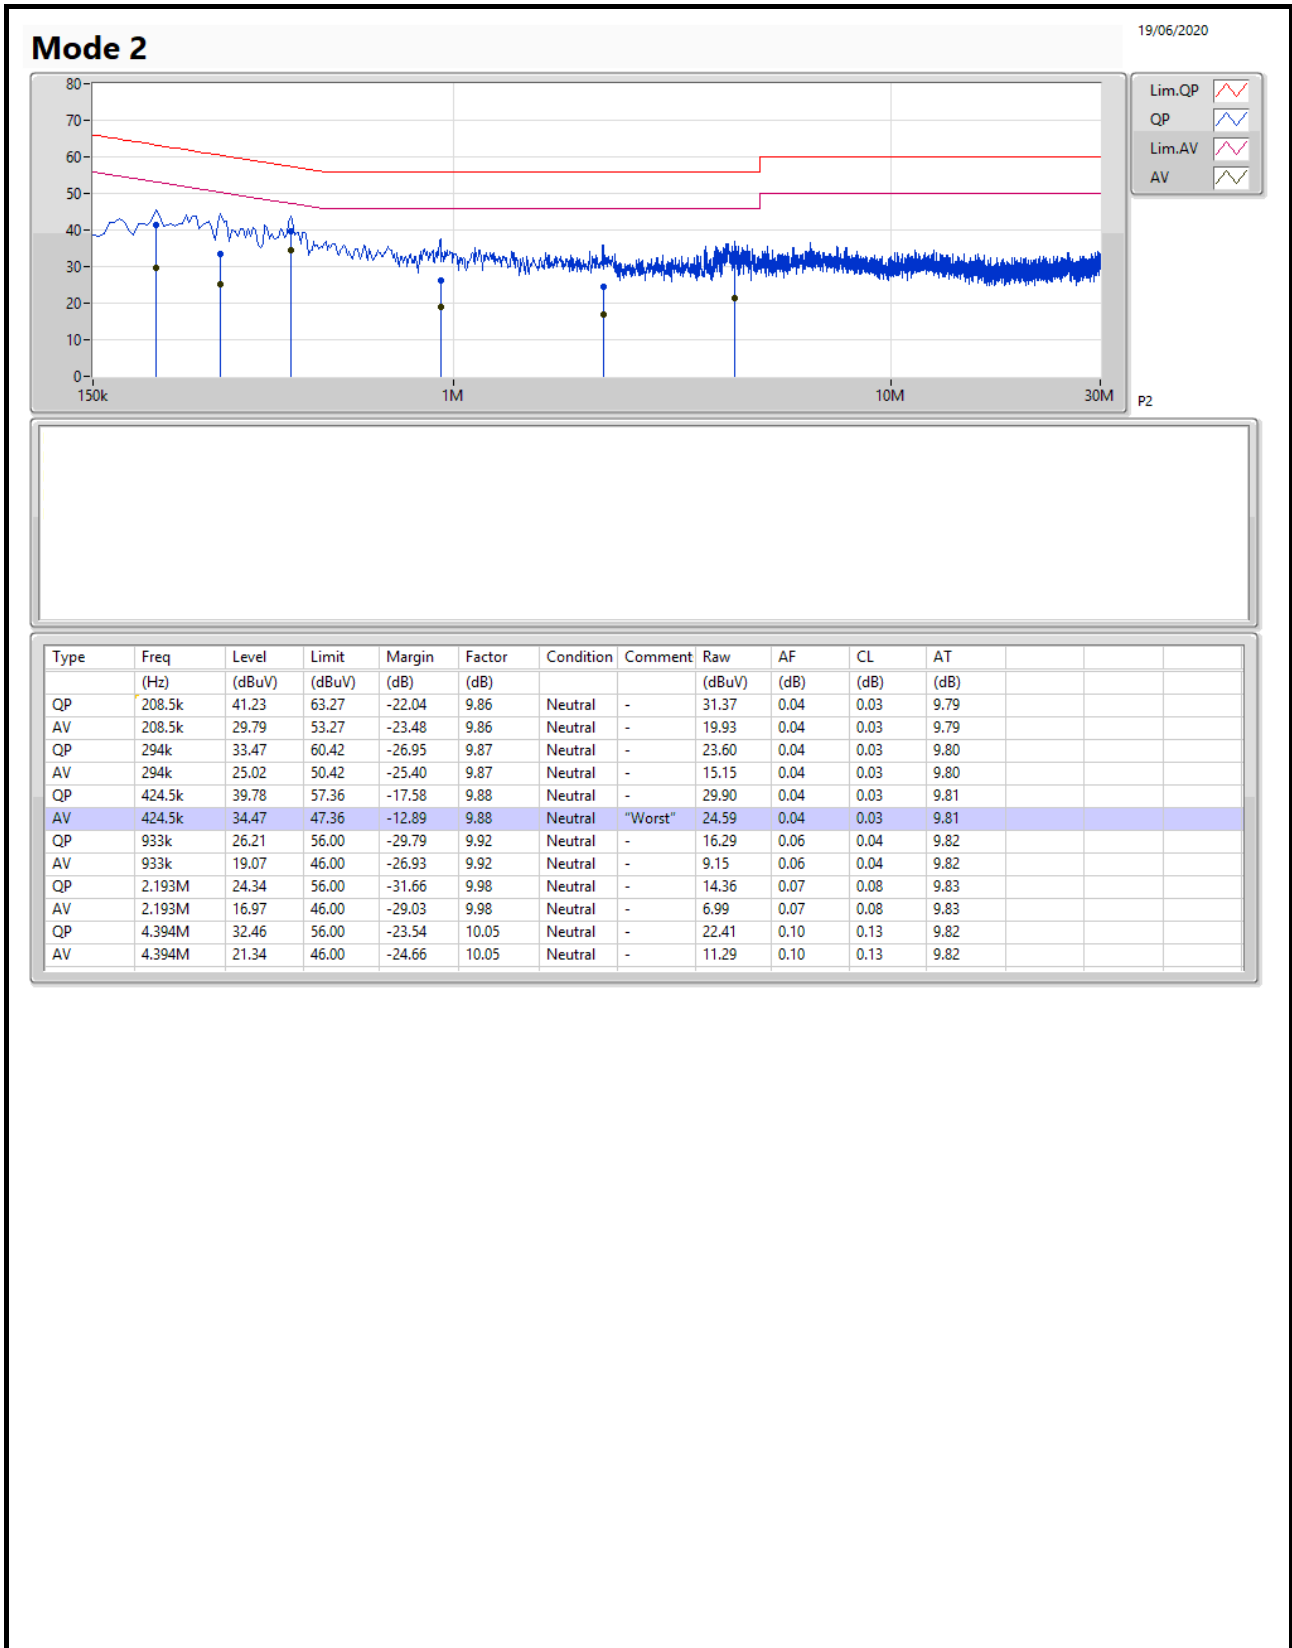 19/06/2020
Mode 2
80
70
60
50
40
30
20
10
0
150k 1M 10M 30M
Lim.QP
QP
Lim.AV
AV
P2
Type Freq Level Limit Margin Factor Condition Comment Raw AF CL AT
(Hz) (dBuV) (dBuV) (dB) (dB) (dBuV) (dB) (dB) (dB)
QP 208.5k 41.23 63.27 -22.04 9.86 Neutral - 31.37 0.04 0.03 9.79
AV 208.5k 29.79 53.27 -23.48 9.86 Neutral - 19.93 0.04 0.03 9.79
QP 294k 33.47 60.42 -26.95 9.87 Neutral - 23.60 0.04 0.03 9.80
AV 294k 25.02 50.42 -25.40 9.87 Neutral - 15.15 0.04 0.03 9.80
QP 424.5k 39.78 57.36 -17.58 9.88 Neutral - 29.90 0.04 0.03 9.81
AV 424.5k 34.47 47.36 -12.89 9.88 Neutral "Worst" 24.59 0.04 0.03 9.81
QP 933k 26.21 56.00 -29.79 9.92 Neutral - 16.29 0.06 0.04 9.82
AV 933k 19.07 46.00 -26.93 9.92 Neutral - 9.15 0.06 0.04 9.82
QP 2.193M 24.34 56.00 -31.66 9.98 Neutral - 14.36 0.07 0.08 9.83
AV 2.193M 16.97 46.00 -29.03 9.98 Neutral - 6.99 0.07 0.08 9.83
QP 4.394M 32.46 56.00 -23.54 10.05 Neutral - 22.41 0.10 0.13 9.82
AV 4.394M 21.34 46.00 -24.66 10.05 Neutral - 11.29 0.10 0.13 9.82